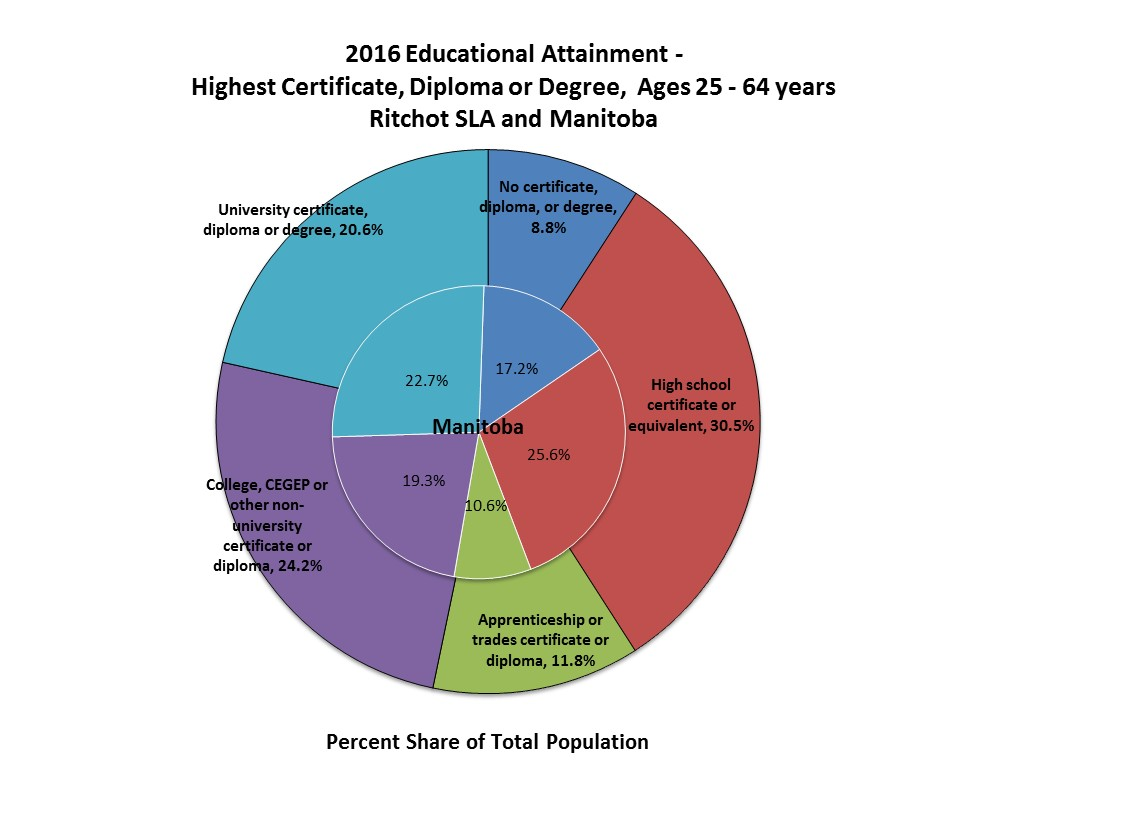 2016 Educational Attainment -
Highest Certificate, Diploma or Degree, Ages 25 - 64 years
Ritchot SLA and Manitoba
No certificate,
diploma, or degree,
8.8%
University certificate,
diploma or degree, 20.6%
17.2%
22.7%
High school
certificate or
equivalent, 30.5%
Manitoba
25.6%
19.3%
10.6%
College, CEGEP or
other non-
university
certificate or
diploma, 24.2%
Apprenticeship or
trades certificate or
diploma, 11.8%
Percent Share of Total Population